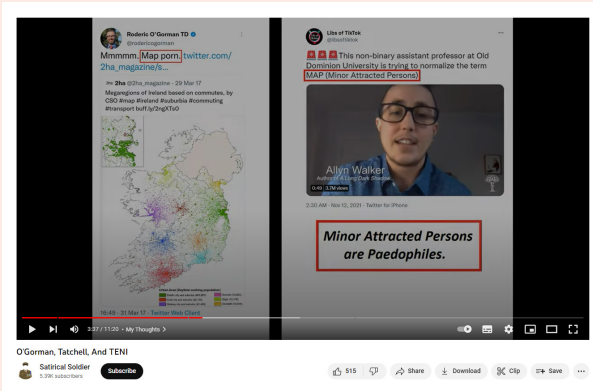 Roderic O'Gorman TD
@rodericogorman
Mmmmm. Map porn. twitter.com/
2ha_magazine/s...
2ha @2ha_magazine · 29 Mar 17
Megaregions of Ireland based on commutes, by
CSO #map #ireland #suburbia #commuting
#transport buff.ly/2ngXTs0
16:49 · 31 Mar 17 · Twitter Web Client
Libs of TikTok
@libsoftiktok
This non-binary assistant professor at Old
Dominion University is trying to normalize the term
MAP (Minor Attracted Persons)
Allyn Walker
Author of A Long Dark Shadow
0:49 3.7M views
3:20 AM · Nov 12, 2021 · Twitter for iPhone
Minor Attracted Persons
are Paedophiles.
3:37 / 11:20 • My Thoughts >
O'Gorman, Tatchell, And TENI
Satirical Soldier
5.39K subscribers
Subscribe
515
Share
Download
Clip
Save